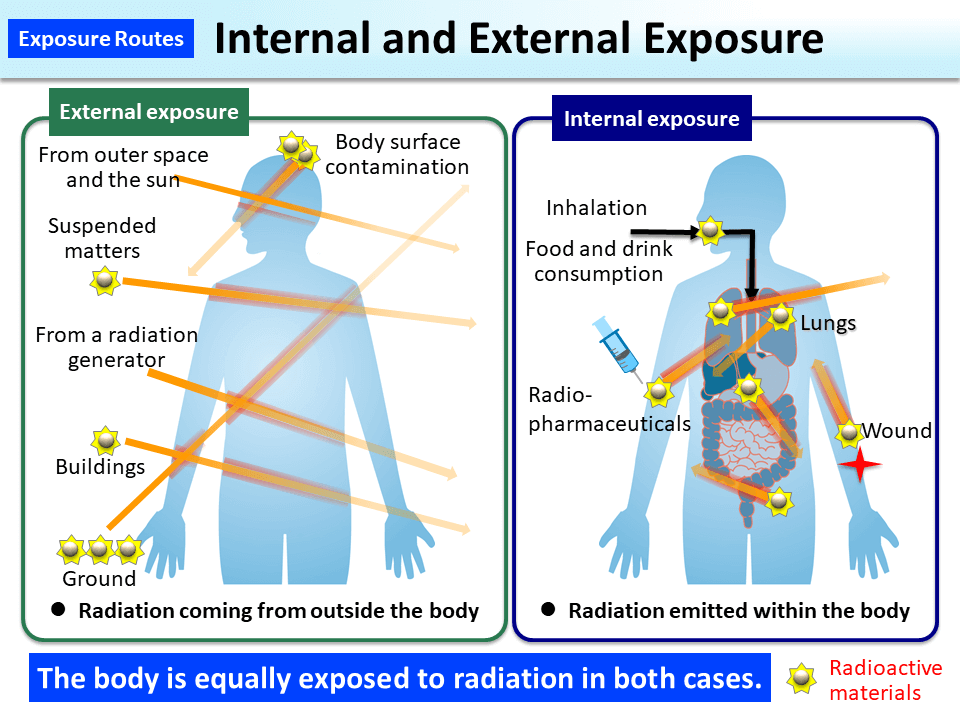 Exposure Routes
Internal and External Exposure
External exposure
From outer space
and the sun
Body surface
contamination
Suspended
matters
From a radiation
generator
Buildings
Ground
● Radiation coming from outside the body
Internal exposure
Inhalation
Food and drink
consumption
Lungs
Radio-
pharmaceuticals
Wound
● Radiation emitted within the body
The body is equally exposed to radiation in both cases.
Radioactive
materials